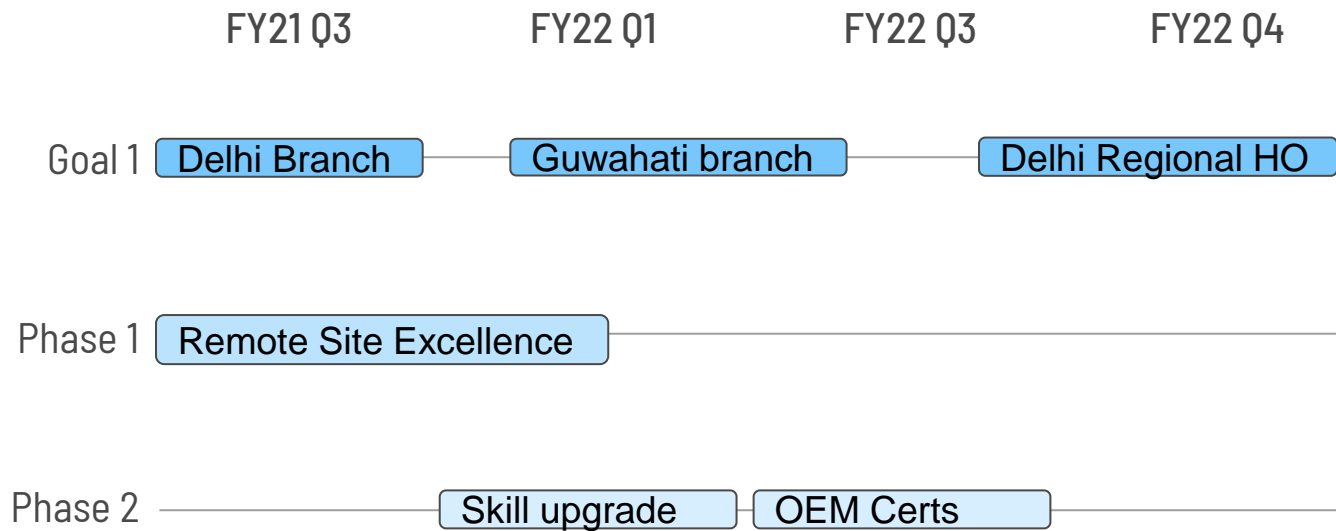 FY21 Q3 FY22 Q1 FY22 Q3 FY22 Q4
Goal 1 Delhi Branch Guwahati branch Delhi Regional HO
Phase 1 Remote Site Excellence
Phase 2 Skill upgrade OEM Certs